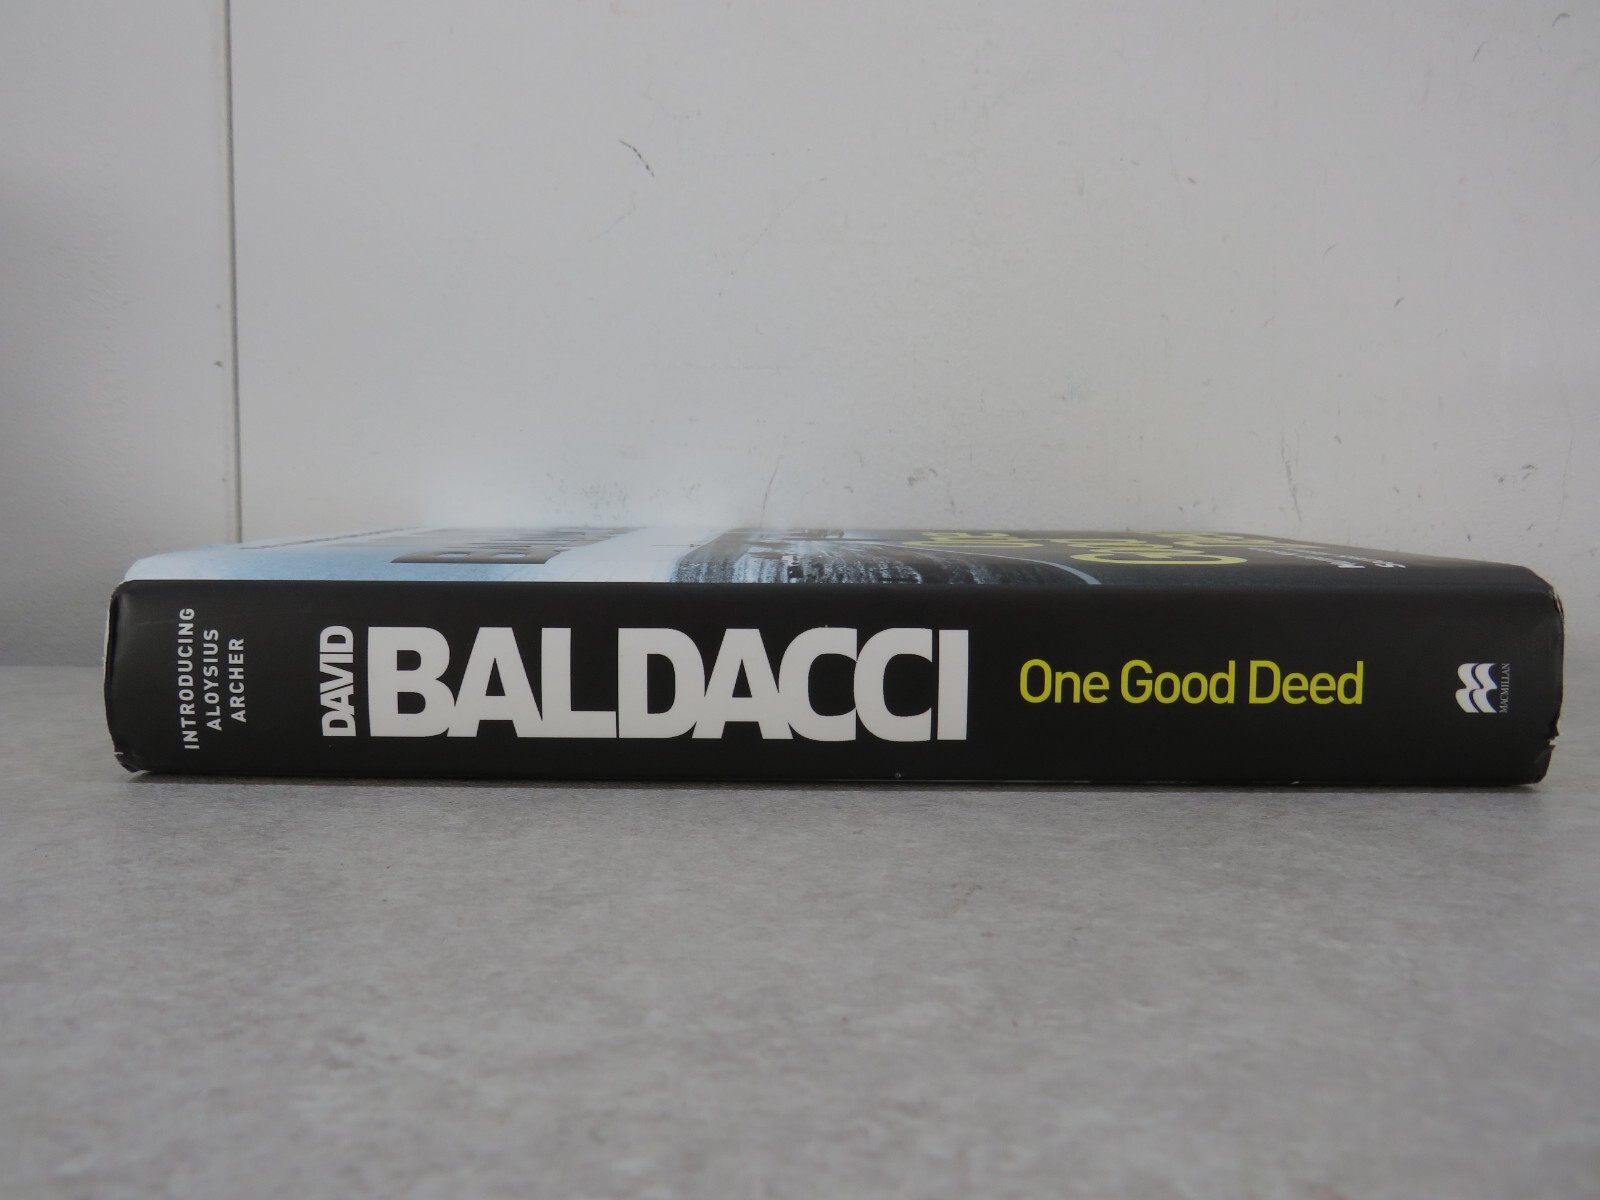 INTRODUCING
ALOYSIUS
ARCHER
DAVID
BALDACCI
One Good Deed
MACMILLAN